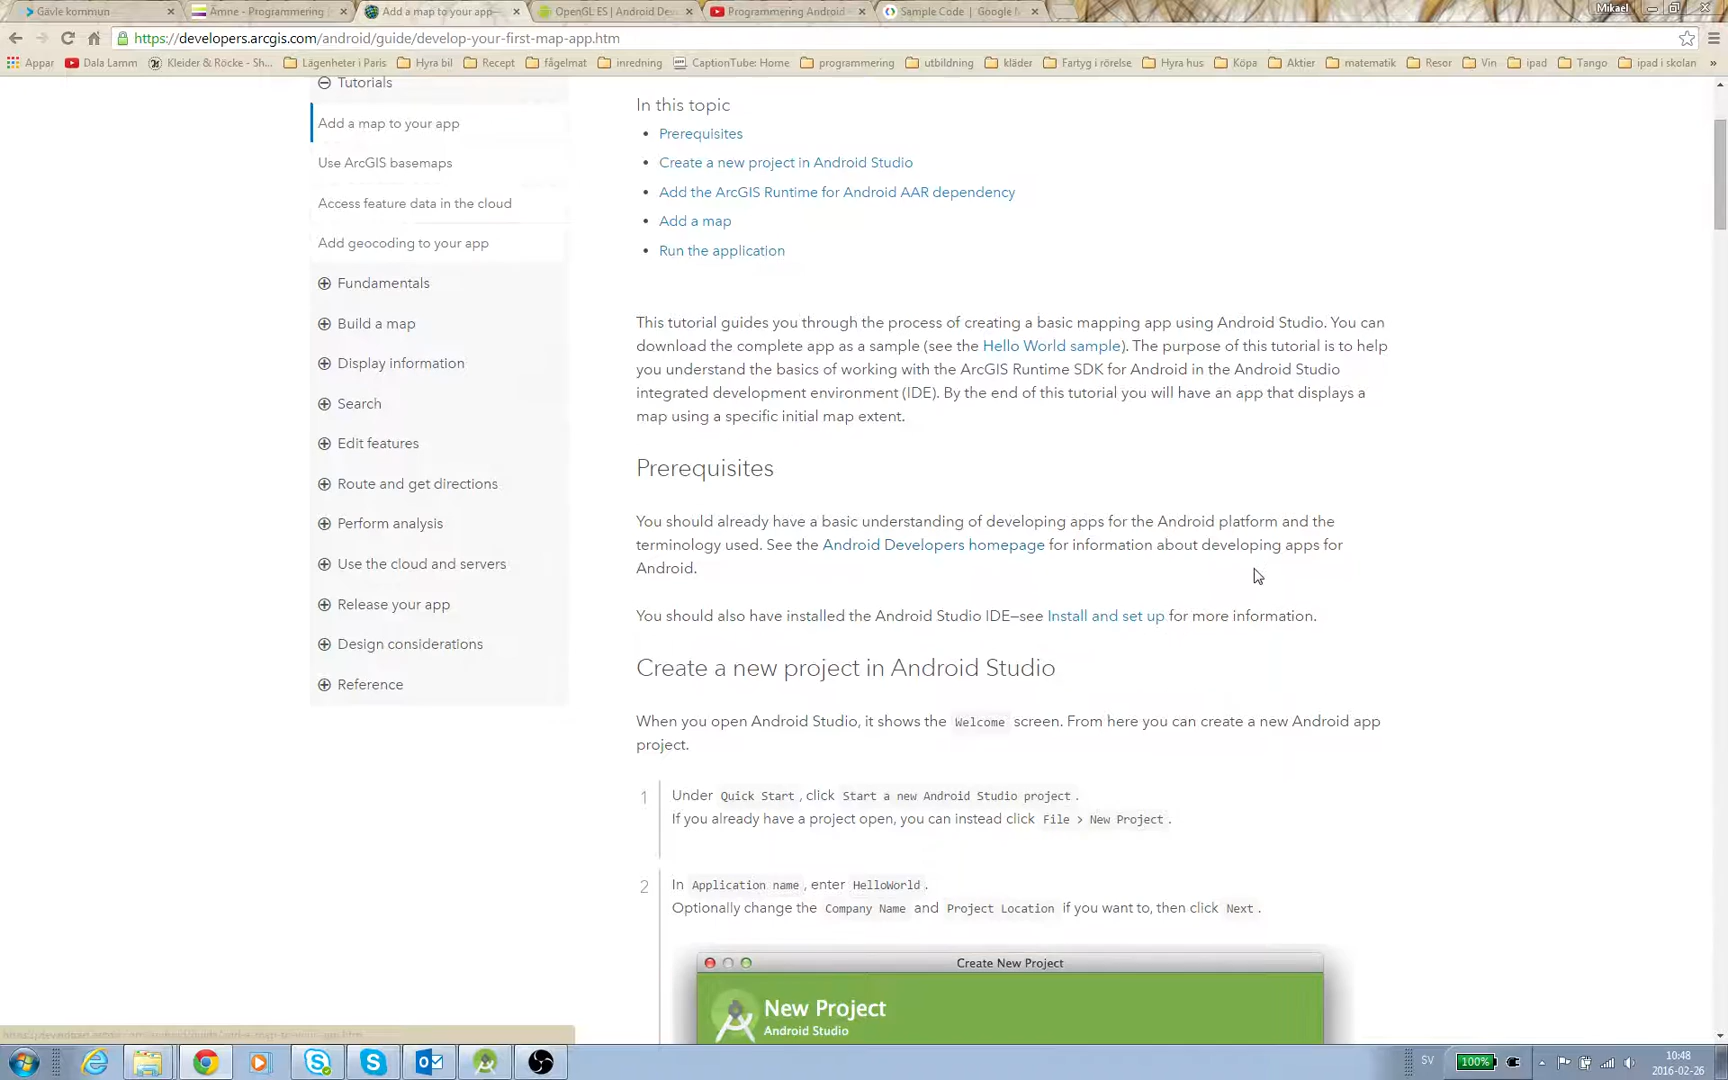 Gävle kommun
Ämne - Programmering
Add a map to your app—
OpenGL ES | Android De
Programmering Android
Sample Code | Google M
Mikael
https://developers.arcgis.com/android/guide/develop-your-first-map-app.htm
Appar
Dala Lamm
Kleider & Röcke - Sh...
Lägenheter i Paris
Hyra bil
Recept
fågelmat
inredning
CaptionTube: Home
programmering
utbildning
kläder
Fartyg i rörelse
Hyra hus
Köpa
Aktier
matematik
Resor
Vin
ipad
Tango
ipad i skolan
»
Tutorials
Add a map to your app
Use ArcGIS basemaps
Access feature data in the cloud
Add geocoding to your app
Fundamentals
Build a map
Display information
Search
Edit features
Route and get directions
Perform analysis
Use the cloud and servers
Release your app
Design considerations
Reference
In this topic
• Prerequisites
• Create a new project in Android Studio
• Add the ArcGIS Runtime for Android AAR dependency
• Add a map
• Run the application
This tutorial guides you through the process of creating a basic mapping app using Android Studio. You can
download the complete app as a sample (see the Hello World sample). The purpose of this tutorial is to help
you understand the basics of working with the ArcGIS Runtime SDK for Android in the Android Studio
integrated development environment (IDE). By the end of this tutorial you will have an app that displays a
map using a specific initial map extent.
Prerequisites
You should already have a basic understanding of developing apps for the Android platform and the
terminology used. See the Android Developers homepage for information about developing apps for
Android.
You should also have installed the Android Studio IDE—see Install and set up for more information.
Create a new project in Android Studio
When you open Android Studio, it shows the Welcome screen. From here you can create a new Android app
project.
1 Under Quick Start, click Start a new Android Studio project.
If you already have a project open, you can instead click File > New Project.
2 In Application name, enter HelloWorld.
Optionally change the Company Name and Project Location if you want to, then click Next.
Create New Project
New Project
Android Studio
SV
100%
10:48
2016-02-26